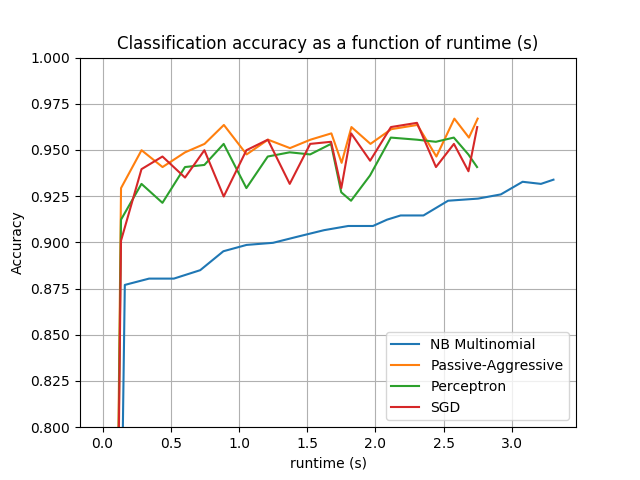 Classification accuracy as a function of runtime (s)
1.000
0.975
0.950
0.925
0.900
0.875
0.850
0.825
0.800
Accuracy
NB Multinomial
Passive-Aggressive
Perceptron
SGD
0.0 0.5 1.0 1.5 2.0 2.5 3.0
runtime (s)